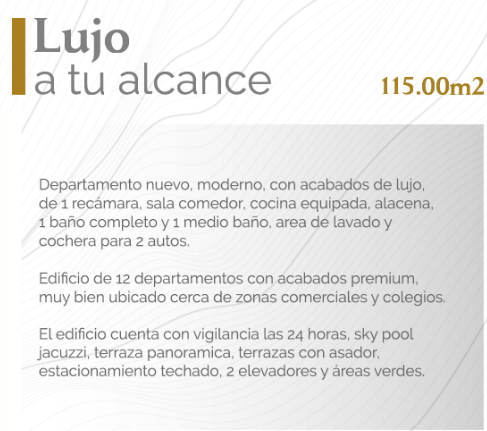 Lujo
a tu alcance
115.00m2
Departamento nuevo, moderno, con acabados de lujo,
de 1 recámara, sala comedor, cocina equipada, alacena,
1 baño completo y 1 medio baño, area de lavado y
cochera para 2 autos.
Edificio de 12 departamentos con acabados premium,
muy bien ubicado cerca de zonas comerciales y colegios.
El edificio cuenta con vigilancia las 24 horas, sky pool
jacuzzi, terraza panoramica, terrazas con asador,
estacionamiento techado, 2 elevadores y áreas verdes.